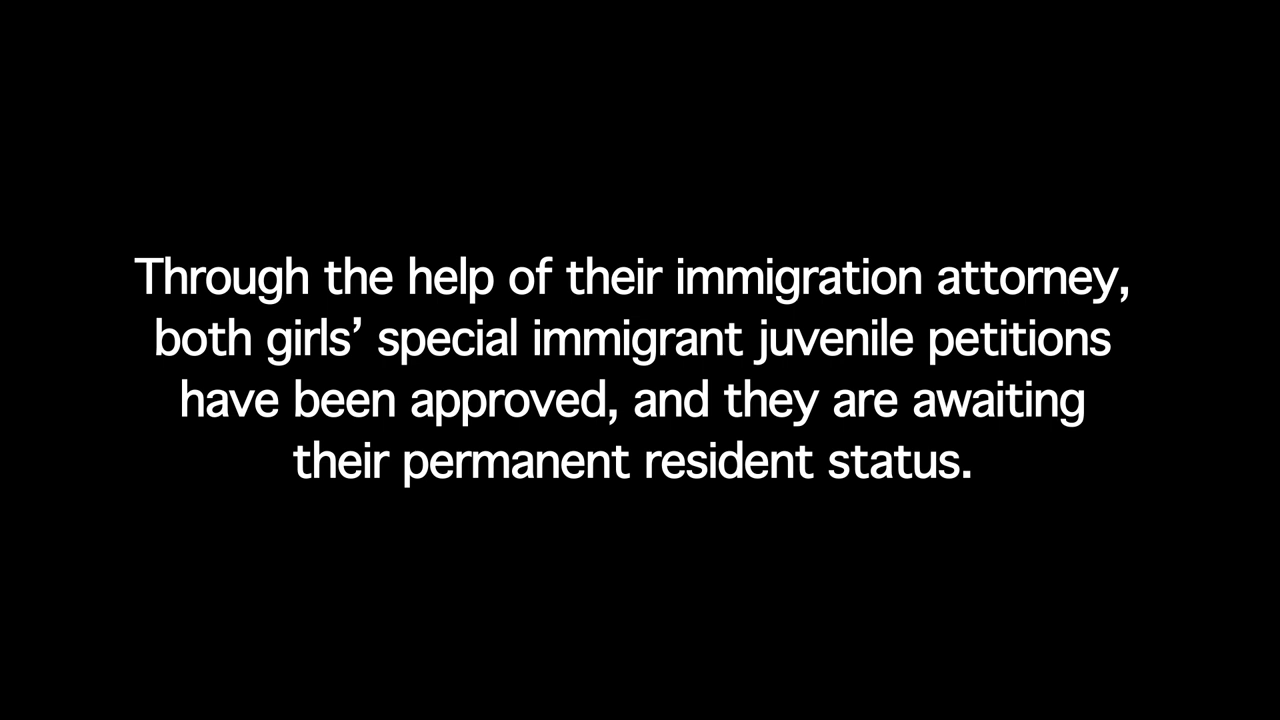 Through the help of their immigration attorney,
both girls’ special immigrant juvenile petitions
have been approved, and they are awaiting
their permanent resident status.